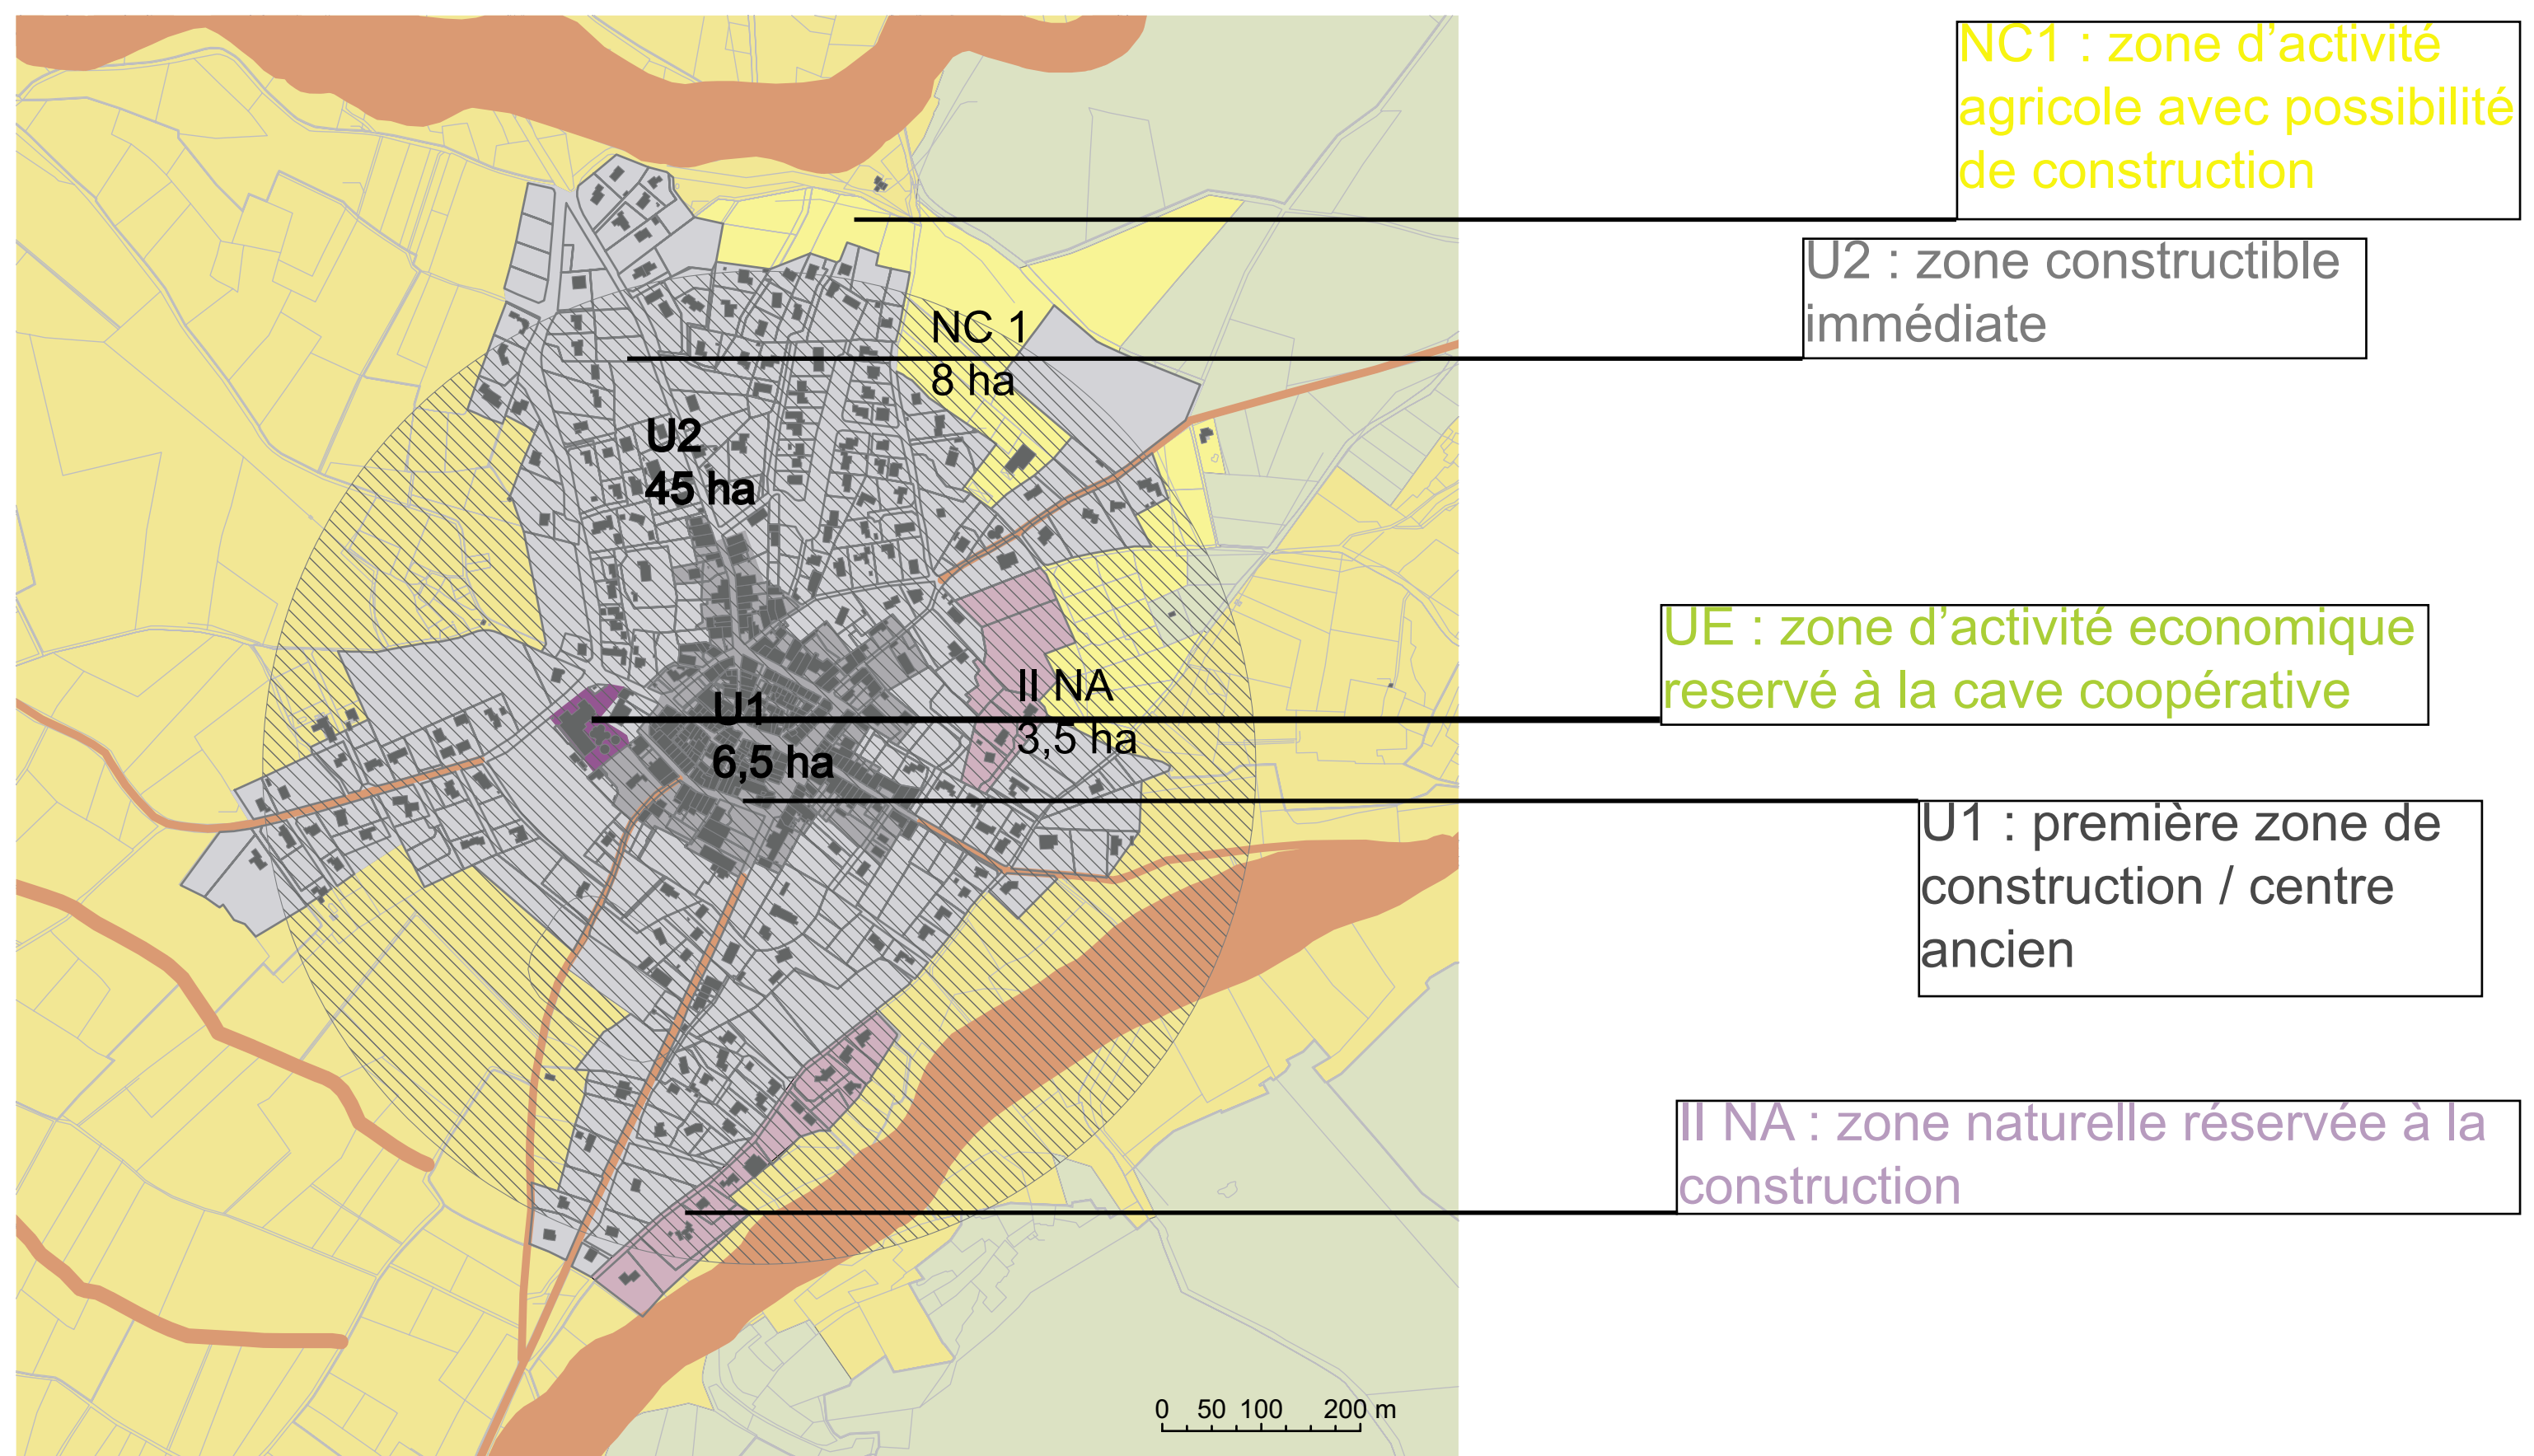 NC1 : zone d’activité
agricole avec possibilité
de construction
U2 : zone constructible
immédiate
NC 1
8 ha
U2
45 ha
UE : zone d’activité economique
reservé à la cave coopérative
II NA
3,5 ha
U1
6,5 ha
U1 : première zone de
construction / centre
ancien
II NA : zone naturelle réservée à la
construction
0 50 100 200 m